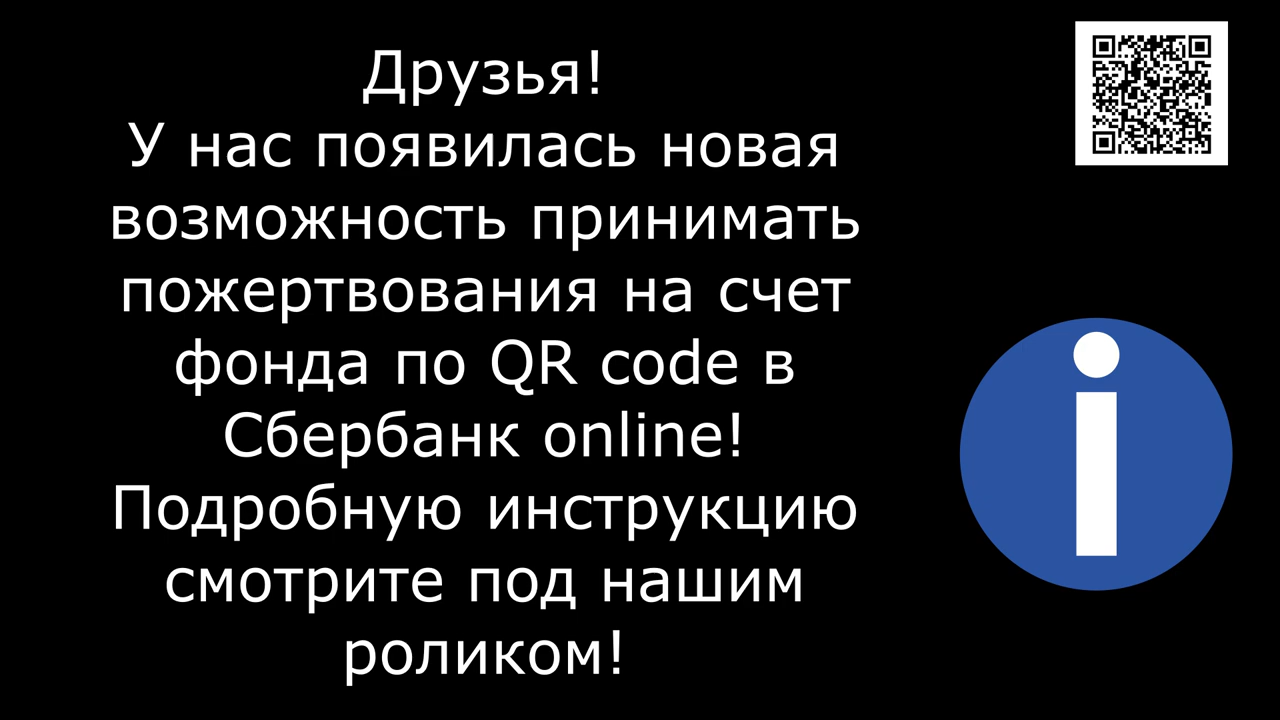 Друзья!
У нас появилась новая
возможность принимать
пожертвования на счет
фонда по QR code в
Сбербанк online!
Подробную инструкцию
смотрите под нашим
роликом!